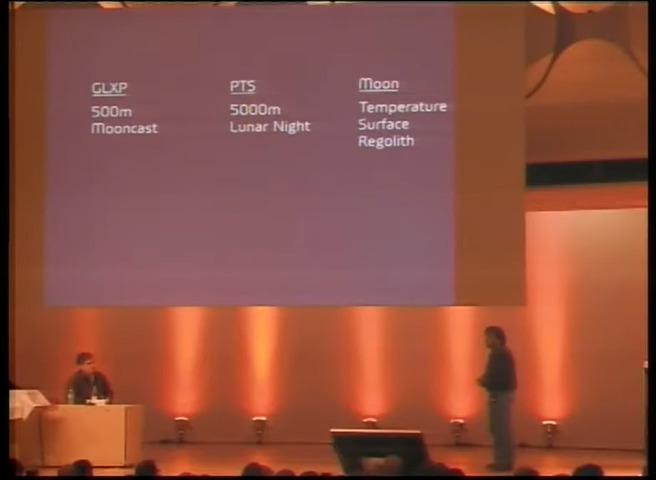 GLXP
500m
Mooncast
PTS
5000m
Lunar Night
Moon
Temperature
Surface
Regolith